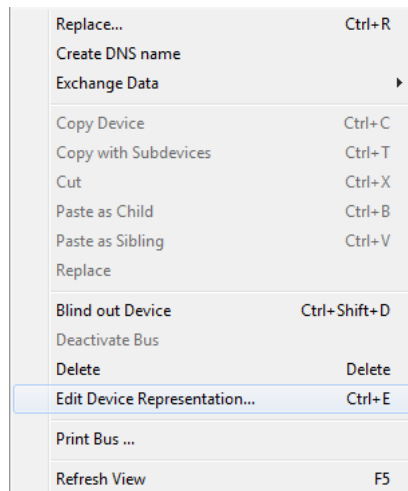 Replace... Ctrl+R
Create DNS name
Exchange Data
Copy Device Ctrl+C
Copy with Subdevices Ctrl+T
Cut Ctrl+X
Paste as Child Ctrl+B
Paste as Sibling Ctrl+V
Replace
Blind out Device Ctrl+Shift+D
Deactivate Bus
Delete Delete
Edit Device Representation... Ctrl+E
Print Bus ...
Refresh View F5